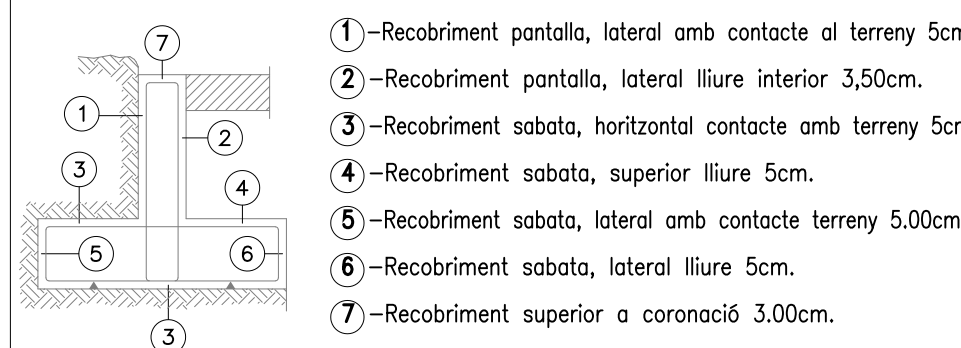 1 -Recobriment pantalla, lateral amb contacte al terreny 5cm
2 -Recobriment pantalla, lateral lliure interior 3,50cm.
3 -Recobriment sabata, horitzontal contacte amb terreny 5cm
4 -Recobriment sabata, superior lliure 5cm.
5 -Recobriment sabata, lateral amb contacte terreny 5.00cm
6 -Recobriment sabata, lateral lliure 5cm.
7 -Recobriment superior a coronació 3.00cm.
7
1
2
3
4
5
6
3